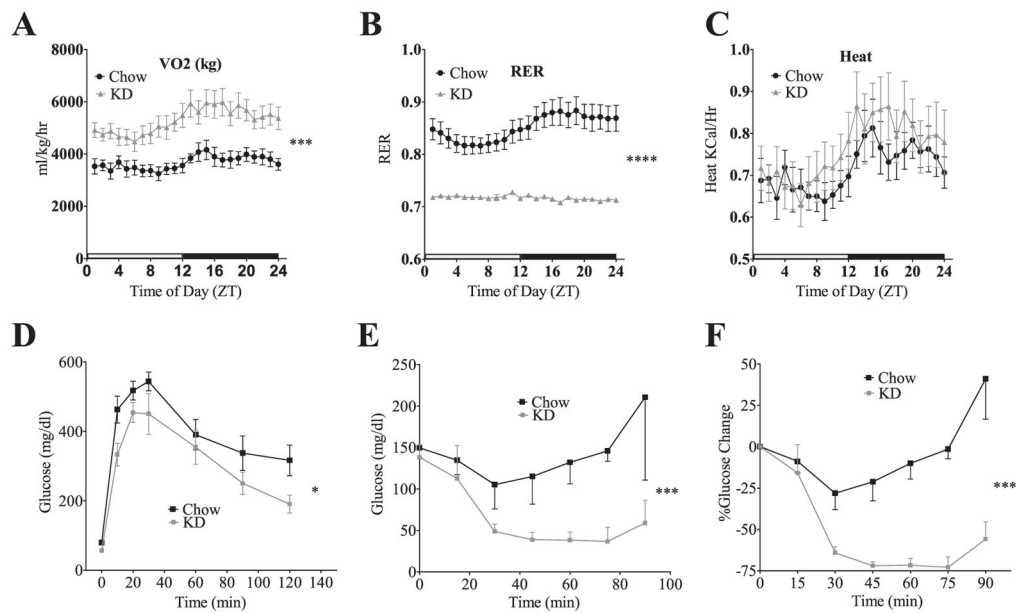 A
VO2 (kg)
Chow
KD
ml/kg/hr
8000
6000
4000
2000
0
0 4 8 12 16 20 24
Time of Day (ZT)
***
B
RER
Chow
KD
RER
1.0
0.9
0.8
0.7
0.6
0 4 8 12 16 20 24
Time of Day (ZT)
****
C
Heat
Chow
KD
Heat KCal/Hr
1.0
0.9
0.8
0.7
0.6
0.5
0 4 8 12 16 20 24
Time of Day (ZT)
D
Glucose (mg/dl)
600
400
200
0
Chow
KD
*
0 20 40 60 80 100 120 140
Time (min)
E
Glucose (mg/dl)
250
200
150
100
50
0
Chow
KD
***
0 20 40 60 80 100
Time (min)
F
%Glucose Change
50
25
0
-25
-50
-75
Chow
KD
***
0 15 30 45 60 75 90
Time (min)